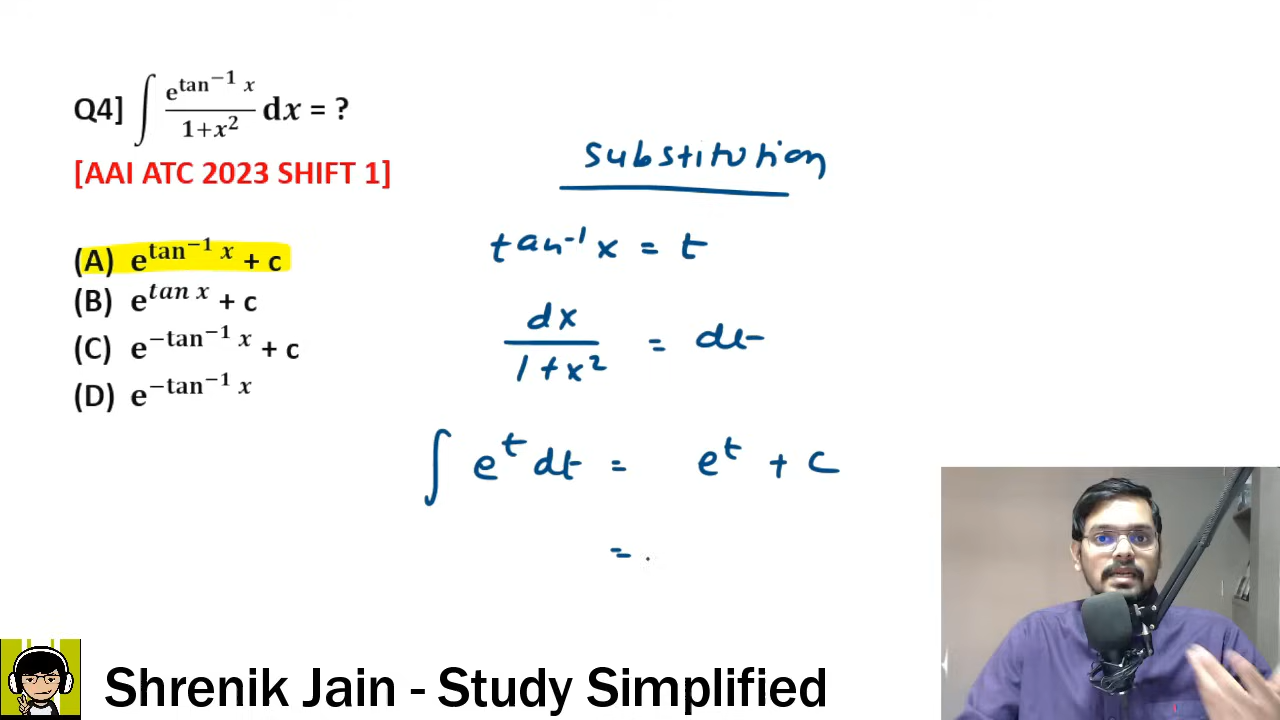 Q4] ∫ e^(tan⁻¹ x) / (1+x²) dx = ?
[AAI ATC 2023 SHIFT 1]
(A) e^(tan⁻¹ x) + c
(B) e^(tan x) + c
(C) e^(−tan⁻¹ x) + c
(D) e^(−tan⁻¹ x)
Substitution
tan⁻¹ x = t
dx / (1+x²) = dt
∫ e^t dt = e^t + c
=
Shrenik Jain - Study Simplified